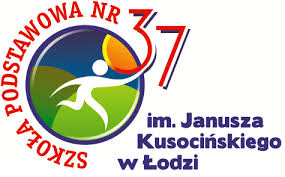 SZKOŁA PODSTAWOWA NR 37
im. Janusza
Kusocińskiego
w Łodzi